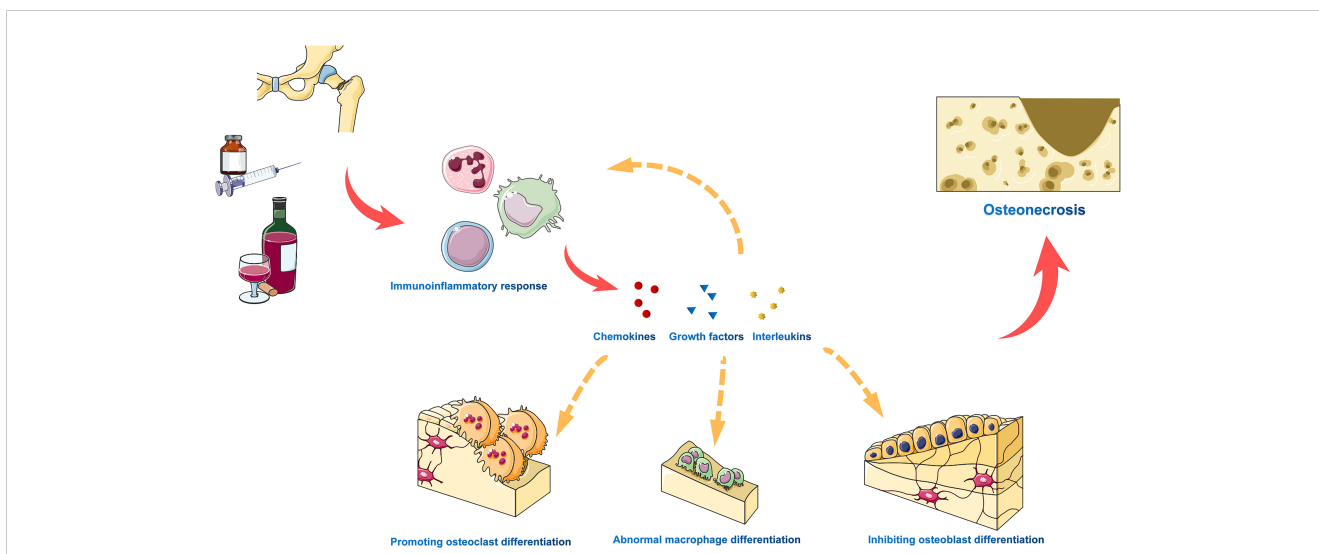 Osteonecrosis
Immunoinflammatory response
Chemokines
Growth factors
Interleukins
Promoting osteoclast differentiation
Abnormal macrophage differentiation
Inhibiting osteoblast differentiation